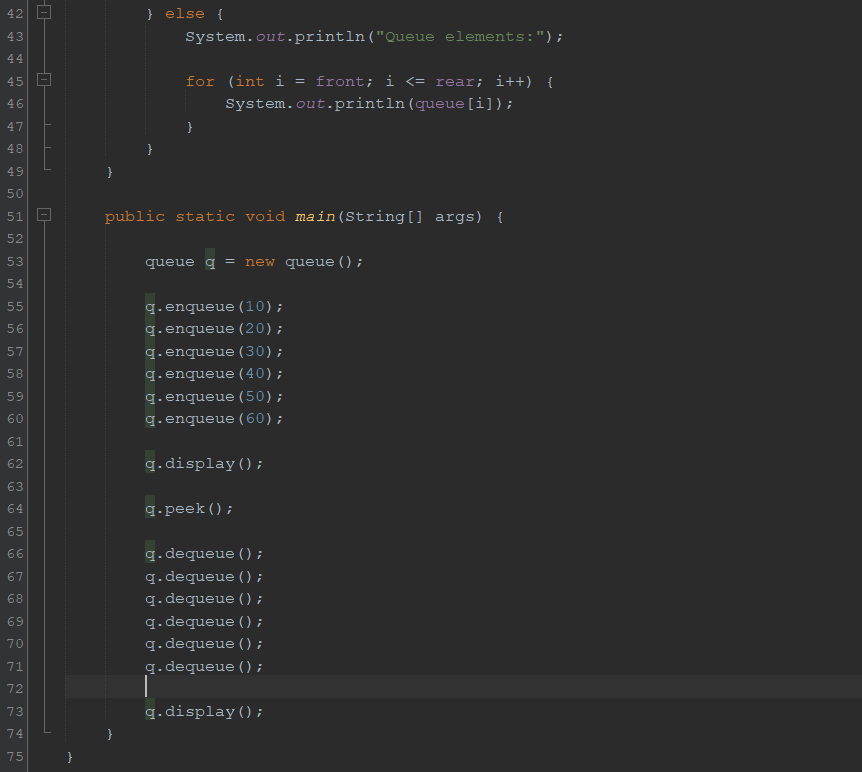 42 } else {
43 System.out.println("Queue elements:");
44
45 for (int i = front; i <= rear; i++) {
46 System.out.println(queue[i]);
47 }
48 }
49 }
50
51 public static void main(String[] args) {
52
53 queue q = new queue();
54
55 q.enqueue(10);
56 q.enqueue(20);
57 q.enqueue(30);
58 q.enqueue(40);
59 q.enqueue(50);
60 q.enqueue(60);
61
62 q.display();
63
64 q.peek();
65
66 q.dequeue();
67 q.dequeue();
68 q.dequeue();
69 q.dequeue();
70 q.dequeue();
71 q.dequeue();
72
73 q.display();
74 }
75 }